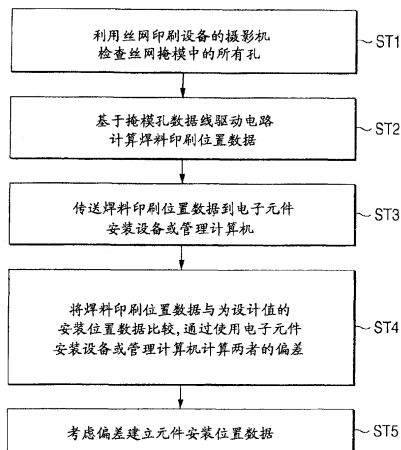 利用丝网印刷设备的摄影机
检查丝网掩模中的所有孔
ST1
基于掩模孔数据线驱动电路
计算焊料印刷位置数据
ST2
传送焊料印刷位置数据到电子元件
安装设备或管理计算机
ST3
将焊料印刷位置数据与为设计值的
安装位置数据比较,通过使用电子元件
安装设备或管理计算机计算两者的偏差
ST4
考虑偏差建立元件安装位置数据
ST5